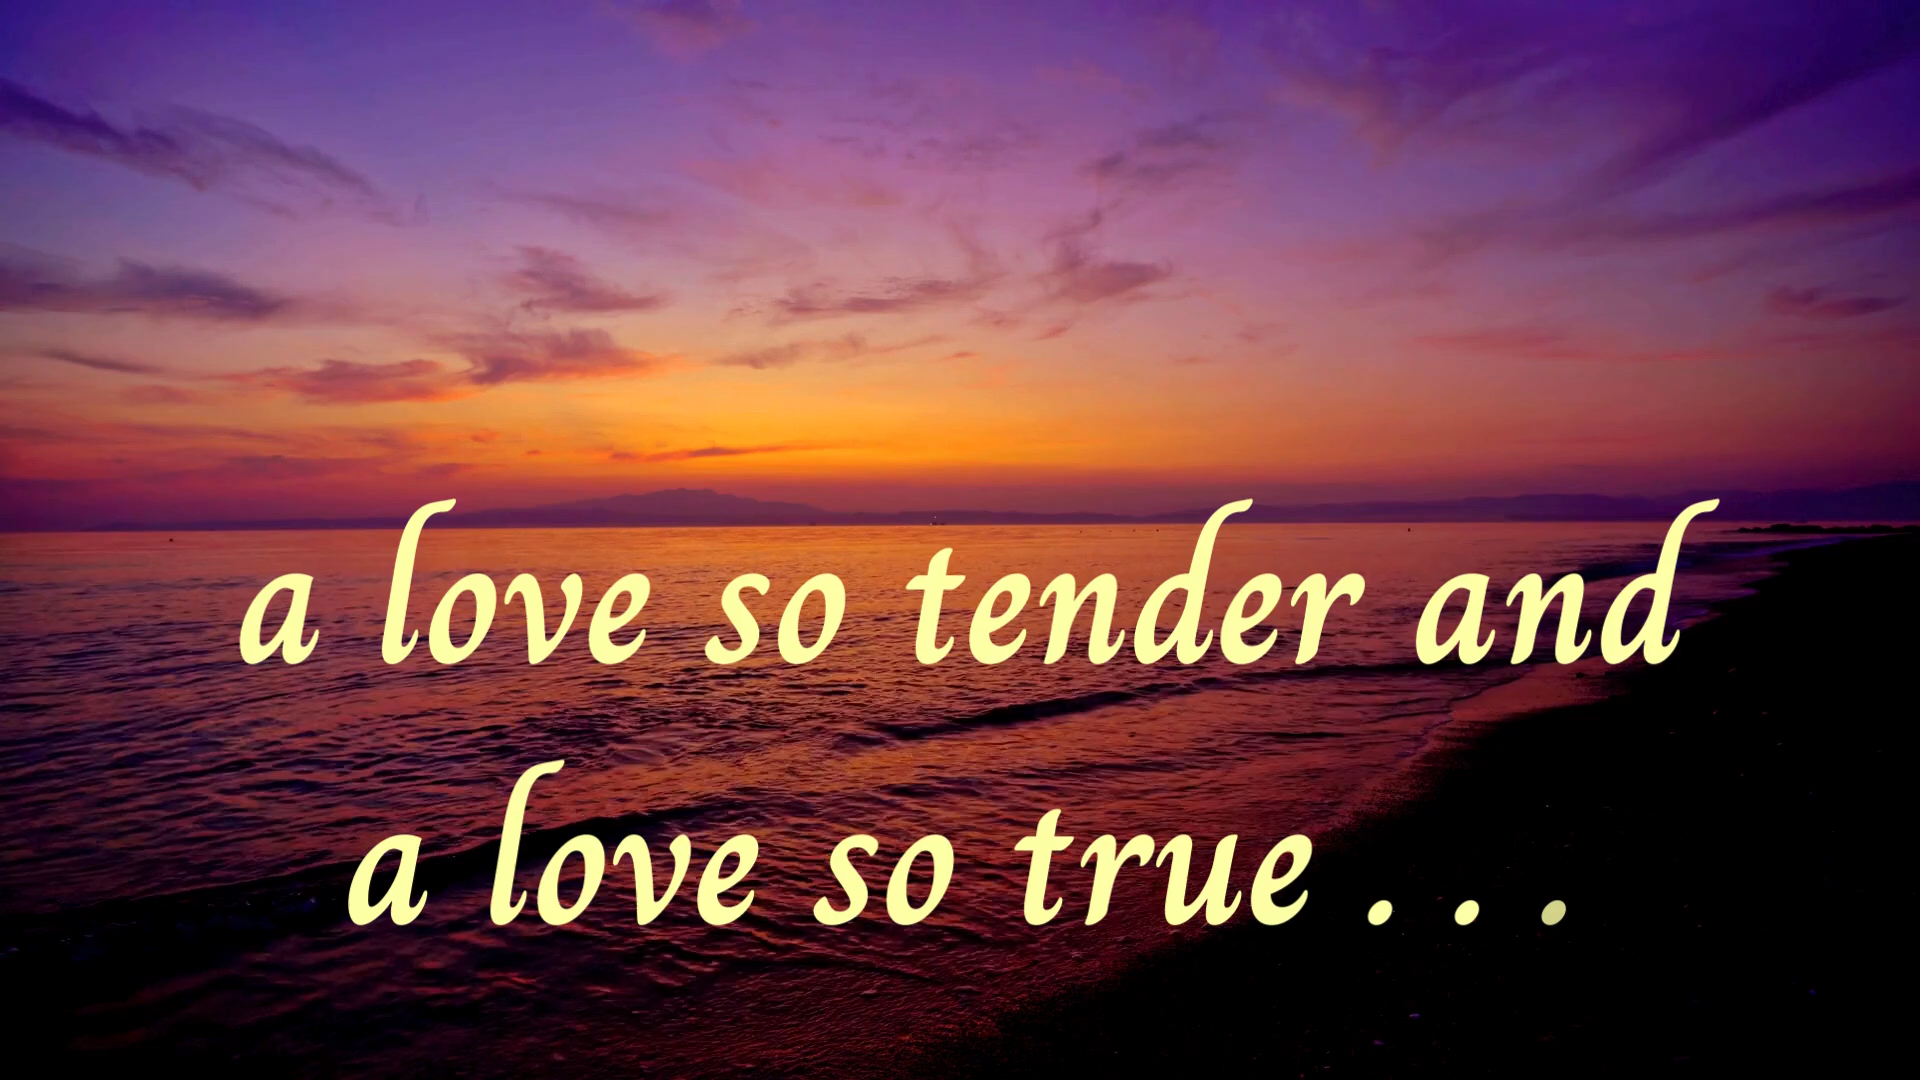 a love so tender and
a love so true . . .